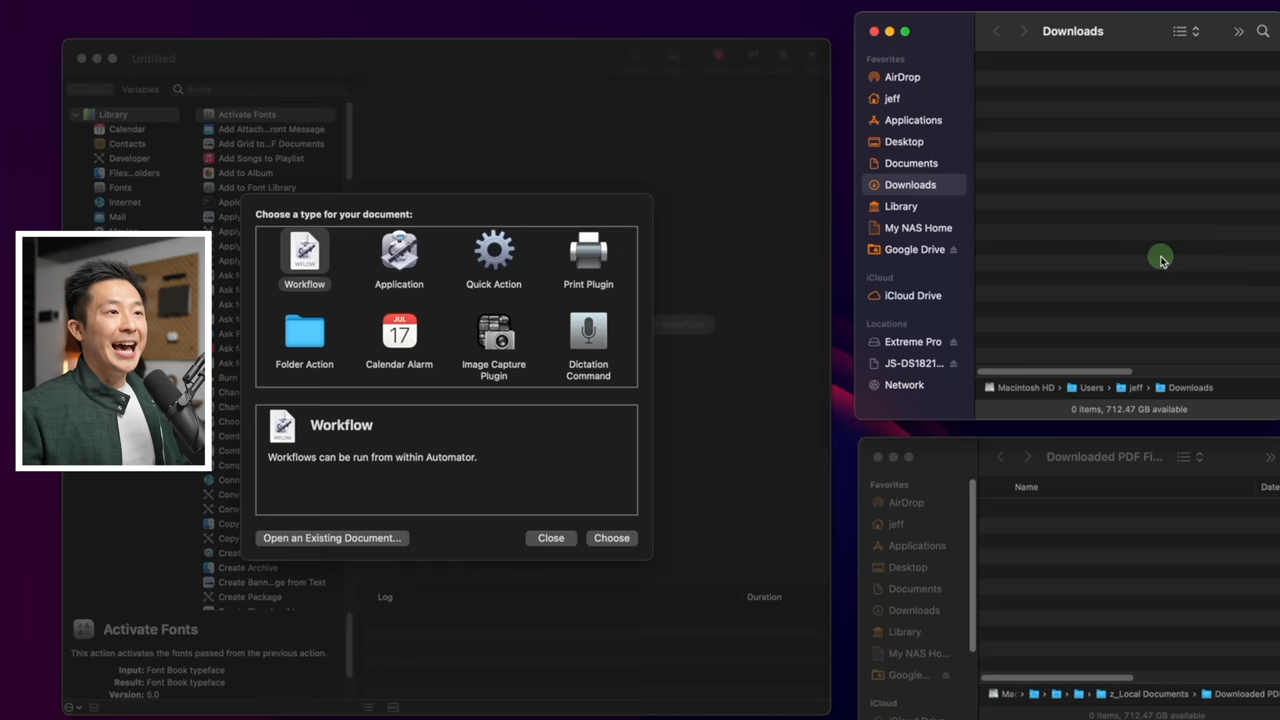 Untitled
Variables
Name
Library
Calendar
Contacts
Developer
Files...olders
Fonts
Internet
Mail
Activate Fonts
Add Attach...ront Message
Add Grid to...F Documents
Add Songs to Playlist
Add to Album
Add to Font Library
Choose a type for your document:
Workflow
Application
Quick Action
Print Plugin
Folder Action
JUL
17
Calendar Alarm
Image Capture
Plugin
Dictation
Command
Workflow
Workflows can be run from within Automator.
Open an Existing Document...
Close
Choose
Create Archive
Create Bann...ge from Text
Create Package
Log
Duration
Activate Fonts
This action activates the fonts passed from the previous action.
Input: Font Book typeface
Result: Font Book typeface
Version: 5.0
Downloads
Favorites
AirDrop
jeff
Applications
Desktop
Documents
Downloads
Library
My NAS Home
Google Drive
iCloud
iCloud Drive
Locations
Extreme Pro
JS-DS1821...
Network
Macintosh HD › Users › jeff › Downloads
0 items, 712.47 GB available
Downloaded PDF Fi...
Name
Date
Favorites
AirDrop
jeff
Applications
Desktop
Documents
Downloads
Library
My NAS Ho...
Google...
iCloud
z_Local Documents › Downloaded PD
0 items, 712.47 GB available